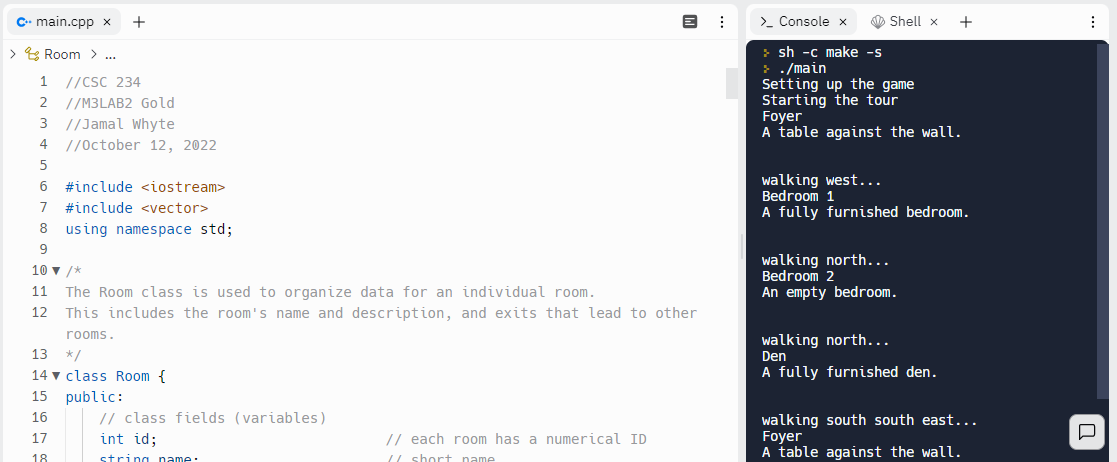 main.cpp × +
> Room > ...
1 //CSC 234
2 //M3LAB2 Gold
3 //Jamal Whyte
4 //October 12, 2022
5
6 #include <iostream>
7 #include <vector>
8 using namespace std;
9
10 /*
11 The Room class is used to organize data for an individual room.
12 This includes the room's name and description, and exits that lead to other
rooms.
13 */
14 class Room {
15 public:
16 // class fields (variables)
17 int id; // each room has a numerical ID
18 string name; // short name
>_ Console × Shell × +
sh -c make -s
./main
Setting up the game
Starting the tour
Foyer
A table against the wall.
walking west...
Bedroom 1
A fully furnished bedroom.
walking north...
Bedroom 2
An empty bedroom.
walking north...
Den
A fully furnished den.
walking south south east...
Foyer
A table against the wall.